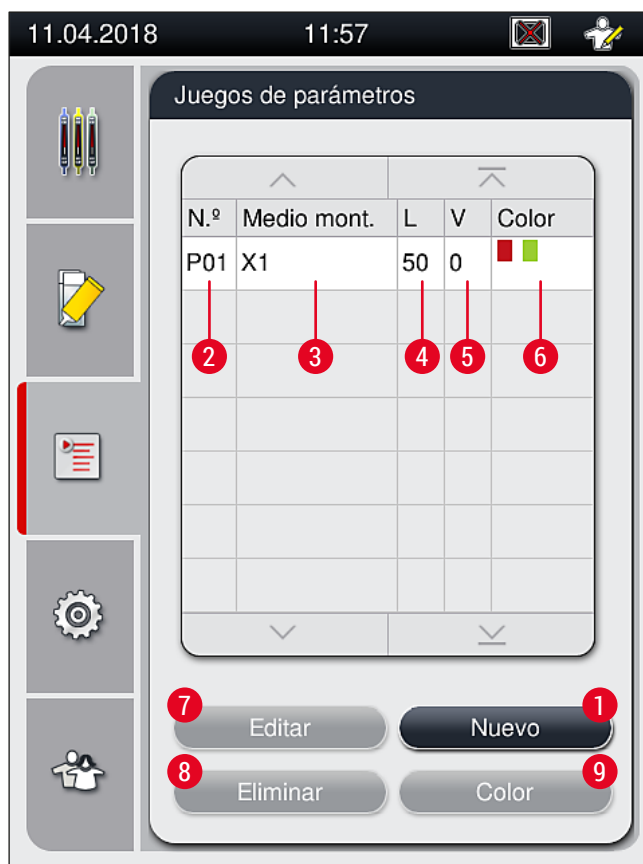 11.04.2018 11:57
Juegos de parámetros
N.º Medio mont. L V Color
P01 X1 50 0
2 3 4 5 6
7 1
Editar Nuevo
8 9
Eliminar Color